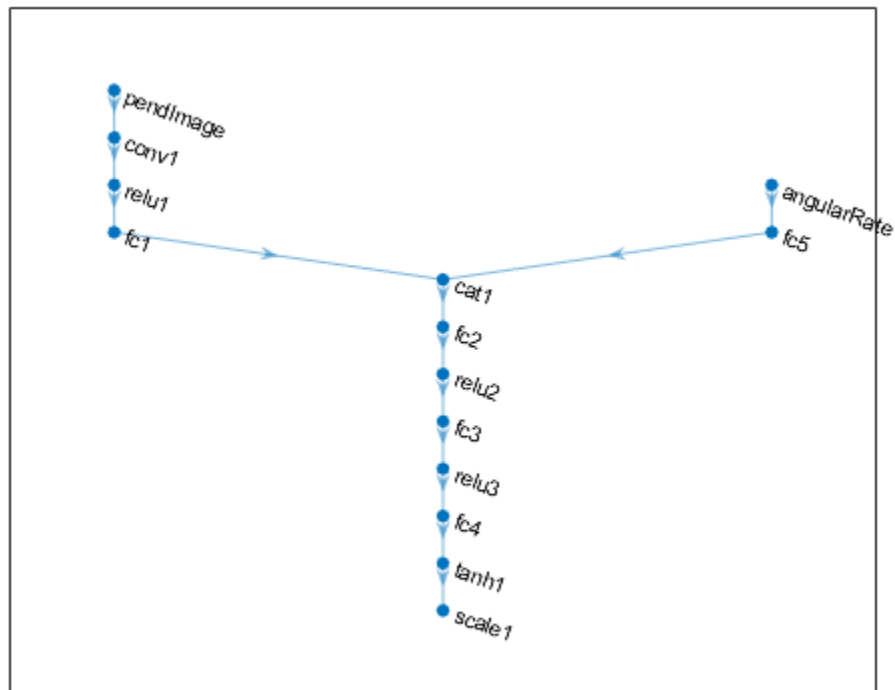 pendImage
conv1
relu1
fc1
angularRate
fc5
cat1
fc2
relu2
fc3
relu3
fc4
tanh1
scale1